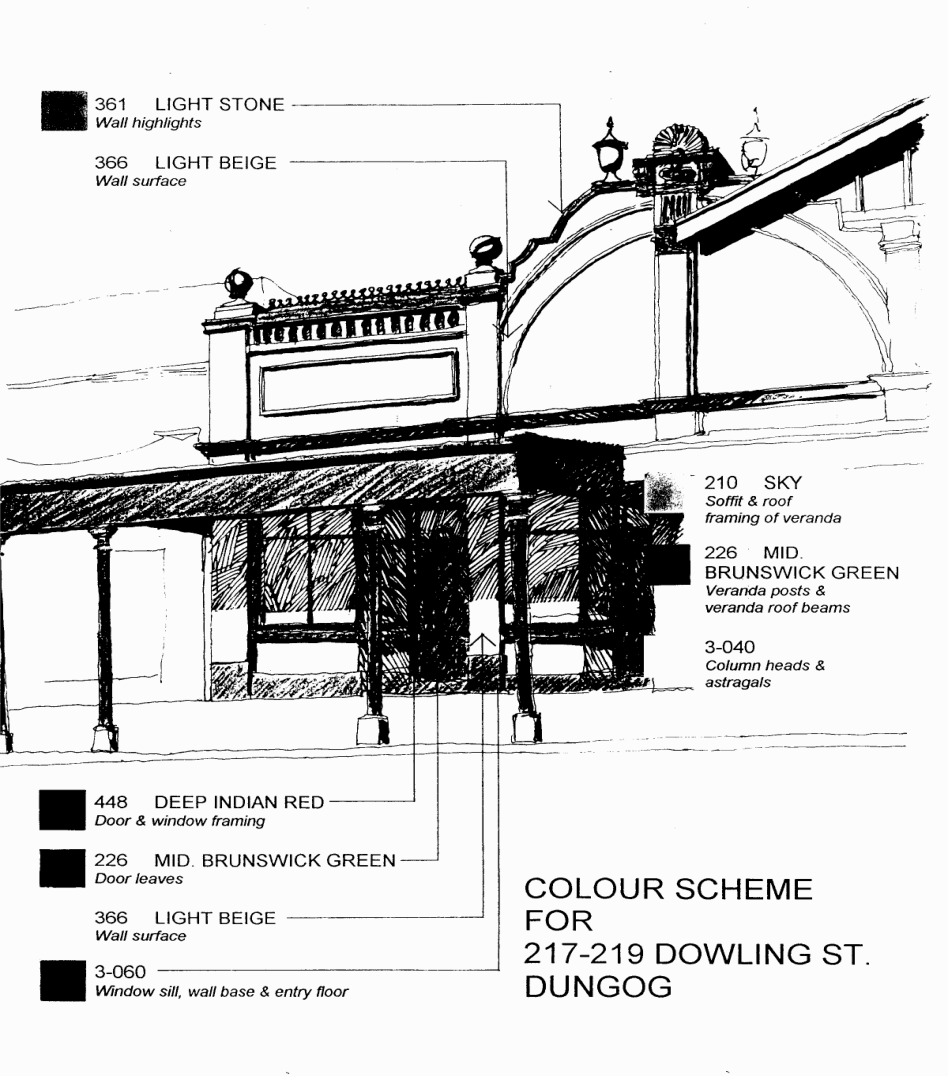 361 LIGHT STONE
Wall highlights
366 LIGHT BEIGE
Wall surface
210 SKY
Soffit & roof
framing of veranda
226 MID.
BRUNSWICK GREEN
Veranda posts &
veranda roof beams
3-040
Column heads &
astragals
448 DEEP INDIAN RED
Door & window framing
226 MID. BRUNSWICK GREEN
Door leaves
366 LIGHT BEIGE
Wall surface
3-060
Window sill, wall base & entry floor
COLOUR SCHEME
FOR
217-219 DOWLING ST.
DUNGOG